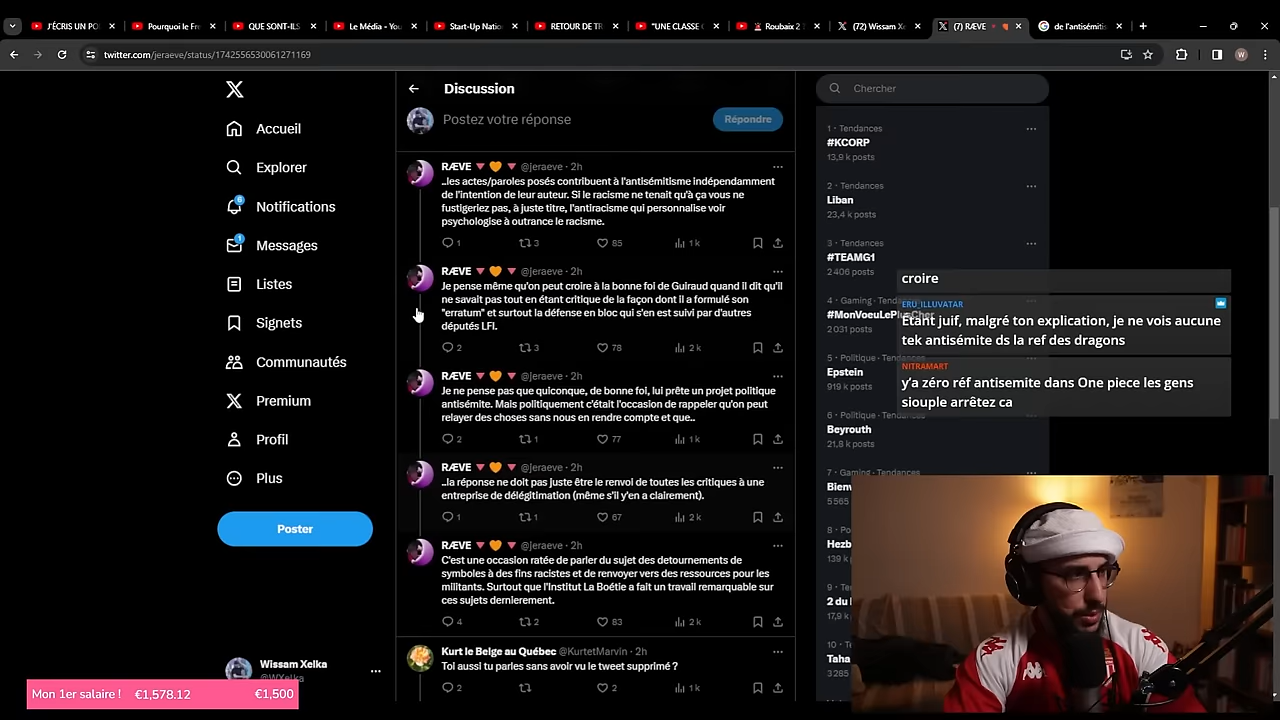 J'ÉCRIS UN PO
Pourquoi le Fre
QUE SONT-ILS
Le Média - You
Start-Up Natio
RETOUR DE TR
"UNE CLASSE
Roubaix 2
(72) Wissam Xe
(7) RÆVE
de l'antisémitis
twitter.com/jeraeve/status/1742556530061271169
W
Accueil
Explorer
6
Notifications
1
Messages
Listes
Signets
Communautés
Premium
Profil
Plus
Poster
Wissam Xelka
@WXelka
Mon 1er salaire ! €1,578.12 €1,500
Discussion
Postez votre réponse
Répondre
RÆVE @jeraeve · 2h
..les actes/paroles posés contribuent à l'antisémitisme indépendamment
de l'intention de leur auteur. Si le racisme ne tenait qu'à ça vous ne
fustigeriez pas, à juste titre, l'antiracisme qui personnalise voir
psychologise à outrance le racisme.
1 3 85 1 k
RÆVE @jeraeve · 2h
Je pense même qu'on peut croire à la bonne foi de Guiraud quand il dit qu'il
ne savait pas tout en étant critique de la façon dont il a formulé son
"erratum" et surtout la défense en bloc qui s'en est suivi par d'autres
députés LFI.
2 3 78 2 k
RÆVE @jeraeve · 2h
Je ne pense pas que quiconque, de bonne foi, lui prête un projet politique
antisémite. Mais politiquement c'était l'occasion de rappeler qu'on peut
relayer des choses sans nous en rendre compte et que..
2 1 77 1 k
RÆVE @jeraeve · 2h
..la réponse ne doit pas juste être le renvoi de toutes les critiques à une
entreprise de délégitimation (même s'il y'en a clairement).
1 1 67 2 k
RÆVE @jeraeve · 2h
C'est une occasion ratée de parler du sujet des detournements de
symboles à des fins racistes et de renvoyer vers des ressources pour les
militants. Surtout que l'Institut La Boétie a fait un travail remarquable sur
ces sujets dernierement.
4 2 83 2 k
Kurt le Belge au Québec @KurtetMarvin · 2h
Toi aussi tu parles sans avoir vu le tweet supprimé ?
2 2 1 k
Chercher
1 · Tendances
#KCORP
13,9 k posts
2 · Tendances
Liban
23,4 k posts
3 · Tendances
#TEAMG1
2 406 posts
4 · Gaming · Tendances
#MonVoeuLePlusCher
2 031 posts
5 · Politique · Tendances
Epstein
919 k posts
6 · Politique · Tendances
Beyrouth
21,8 k posts
7 · Gaming · Tendances
Bien
5 565
8 · Po
Hezb
139 k
9 ·
2 du
17,9 k
10 ·
Taha
croire
ERU_ILLUVATAR
Etant juif, malgré ton explication, je ne vois aucune
tek antisémite ds la ref des dragons
NITRAMART
y'a zéro réf antisemite dans One piece les gens
siouple arrêtez ca